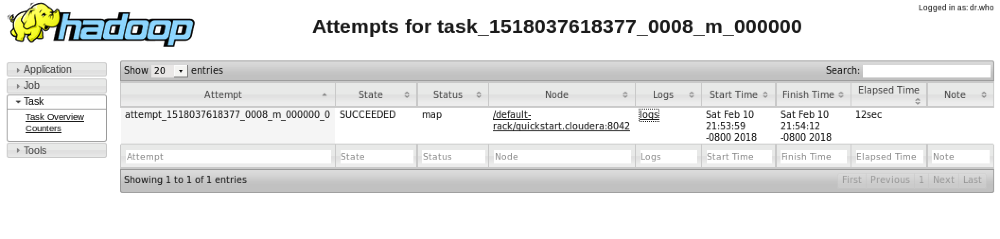 hadoop
Logged in as: dr.who
Attempts for task_1518037618377_0008_m_000000
Application
Job
Task
Task Overview
Counters
Tools
Show 20 entries
Search:
Attempt State Status Node Logs Start Time Finish Time Elapsed Time Note
attempt_1518037618377_0008_m_000000_0 SUCCEEDED map /default- logs Sat Feb 10 Sat Feb 10 12sec
rack/quickstart.cloudera:8042 21:53:59 21:54:12
-0800 2018 -0800 2018
Attempt State Status Node Logs Start Time Finish Time Elapsed Time Note
Showing 1 to 1 of 1 entries
First Previous 1 Next Last